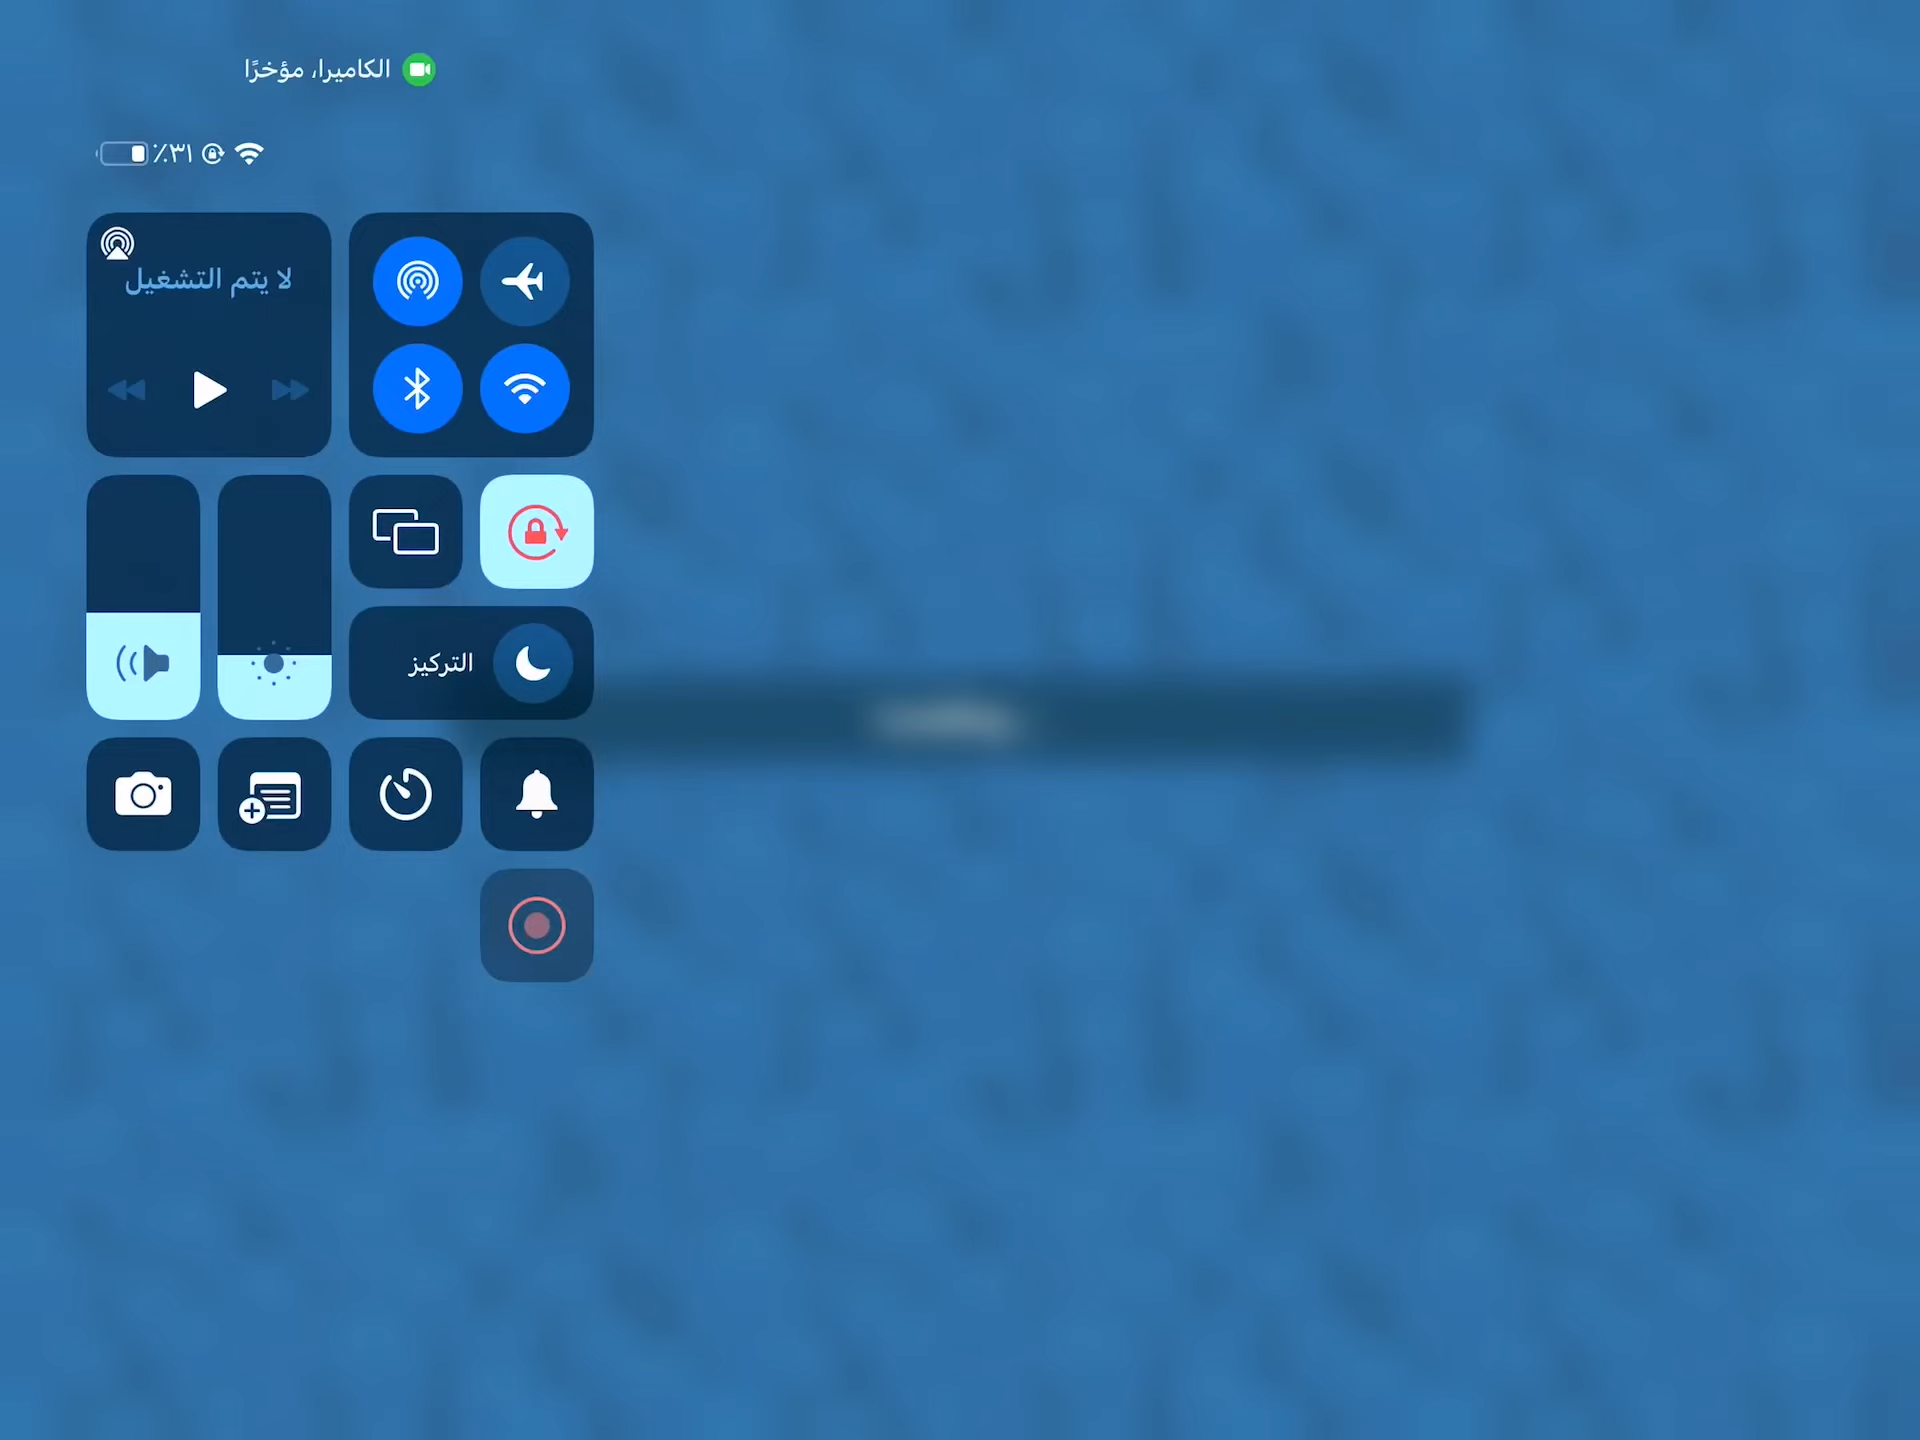 الكاميرا، مؤخرًا
٣١٪
لا يتم التشغيل
التركيز